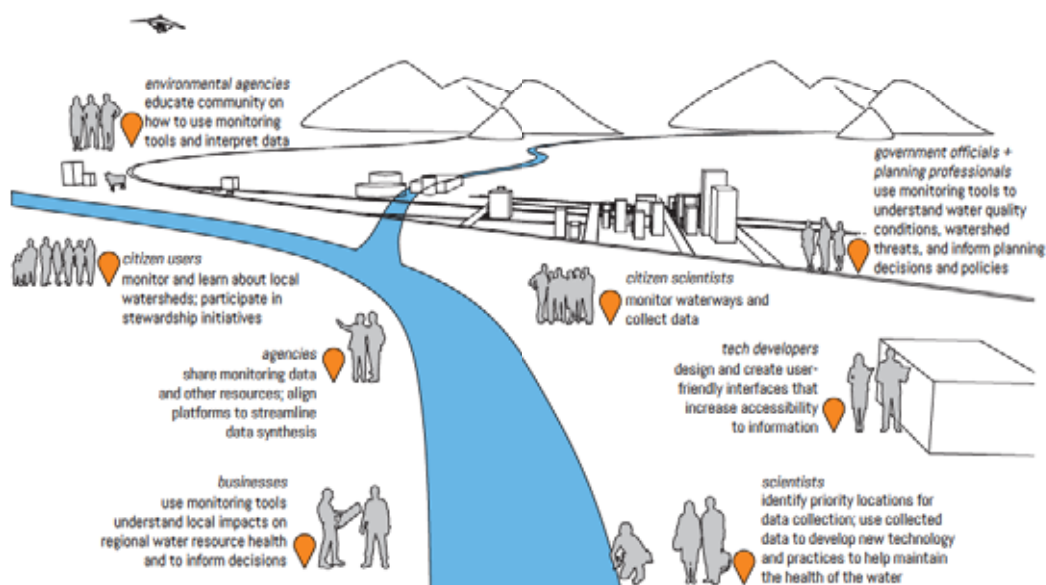 environmental agencies
educate community on
how to use monitoring
tools and interpret data
government officials +
planning professionals
use monitoring tools to
understand water quality
conditions, watershed
threats, and inform planning
decisions and policies
citizen users
monitor and learn about local
watersheds; participate in
stewardship initiatives
citizen scientists
monitor waterways and
collect data
agencies
share monitoring data
and other resources; align
platforms to streamline
data synthesis
tech developers
design and create user-
friendly interfaces that
increase accessibility
to information
businesses
use monitoring tools
understand local impacts on
regional water resource health
and to inform decisions
scientists
identify priority locations for
data collection; use collected
data to develop new technology
and practices to help maintain
the health of the water